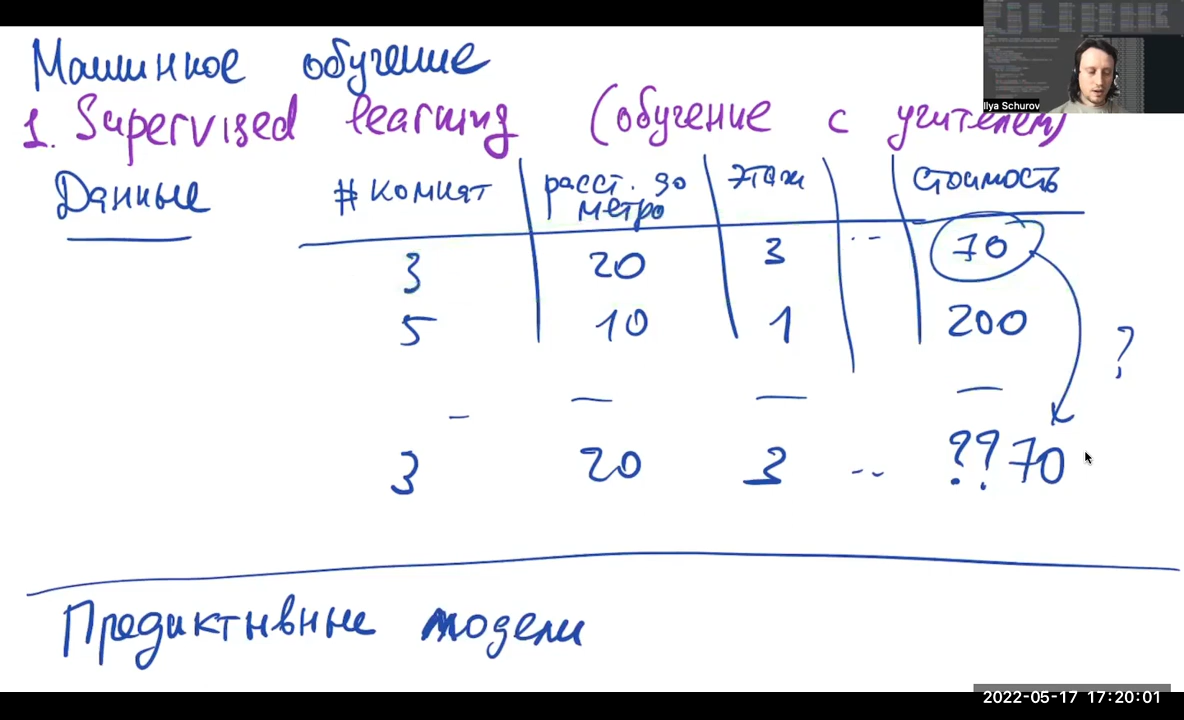 Машинное обучение
Ilya Schurov
1. Supervised learning (обучение с учителем)
Данные
# комнат расст. до метро этаж стоимость
3 20 3 .. 70
5 10 1 200
?
— — — —
3 20 3 .. ?? 70
Предиктивные модели
2022-05-17 17:20:01